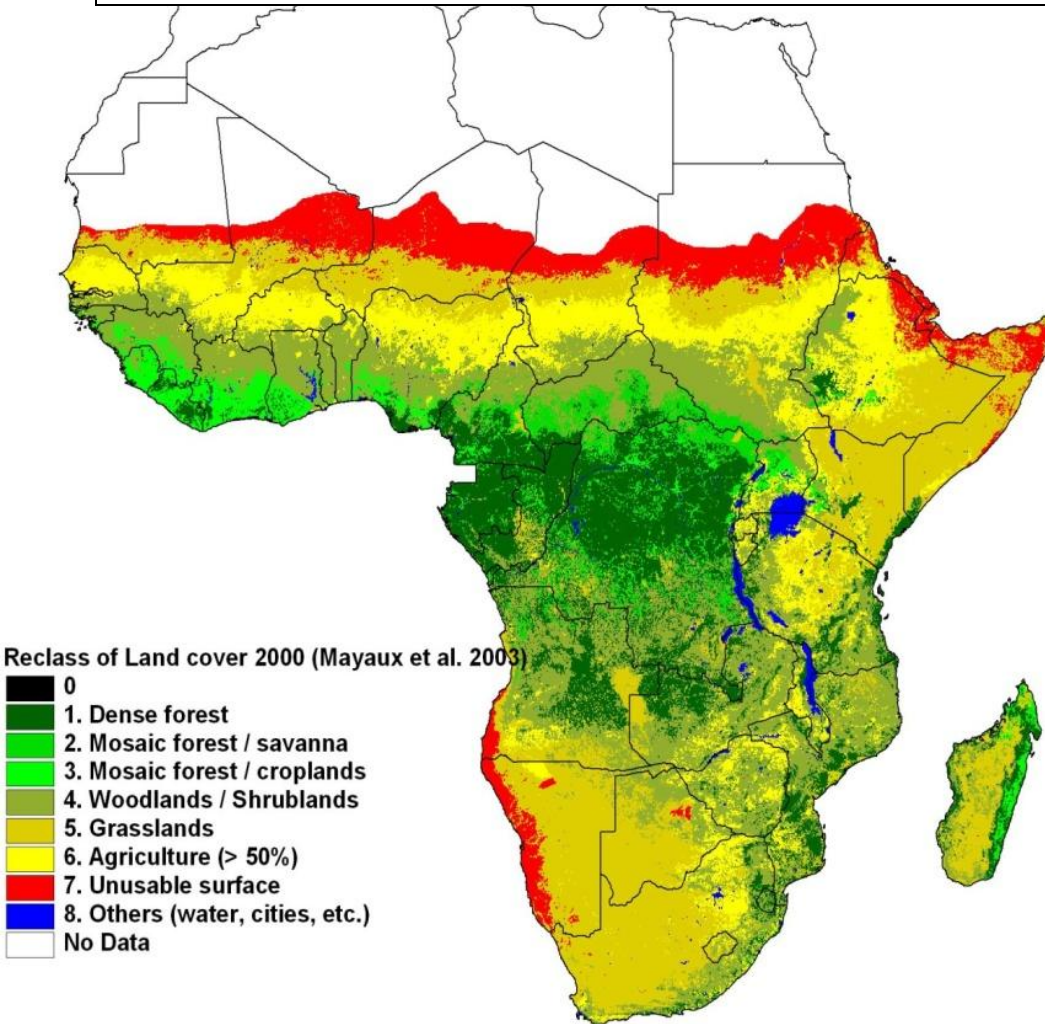 Reclass of Land cover 2000 (Mayaux et al. 2003)
0
1. Dense forest
2. Mosaic forest / savanna
3. Mosaic forest / croplands
4. Woodlands / Shrublands
5. Grasslands
6. Agriculture (> 50%)
7. Unusable surface
8. Others (water, cities, etc.)
No Data